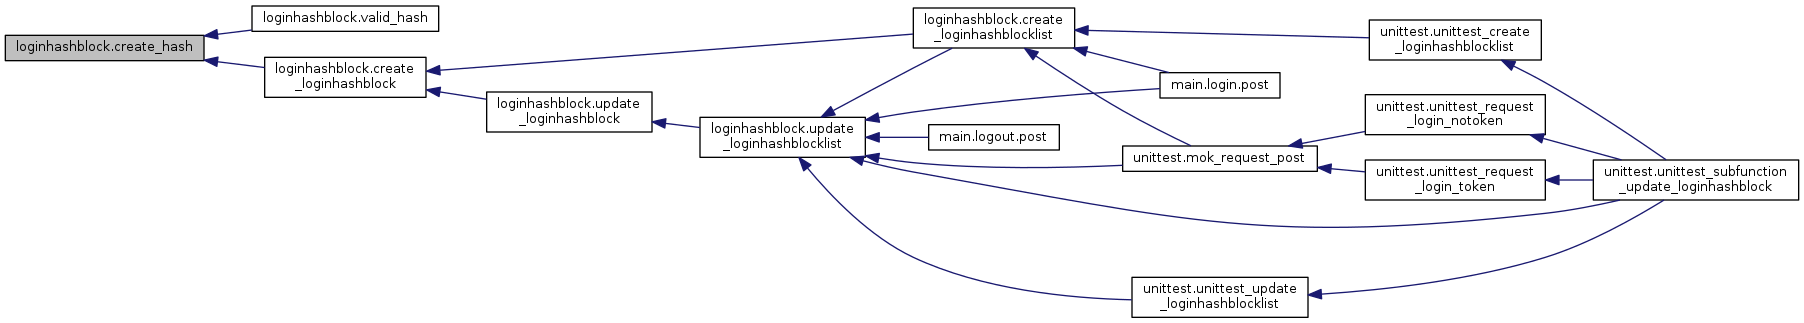 loginhashblock.create_hash
loginhashblock.valid_hash
loginhashblock.create
_loginhashblock
loginhashblock.update
_loginhashblock
loginhashblock.update
_loginhashblocklist
loginhashblock.create
_loginhashblocklist
main.login.post
main.logout.post
unittest.mok_request_post
unittest.unittest_update
_loginhashblocklist
unittest.unittest_create
_loginhashblocklist
unittest.unittest_request
_login_notoken
unittest.unittest_request
_login_token
unittest.unittest_subfunction
_update_loginhashblock